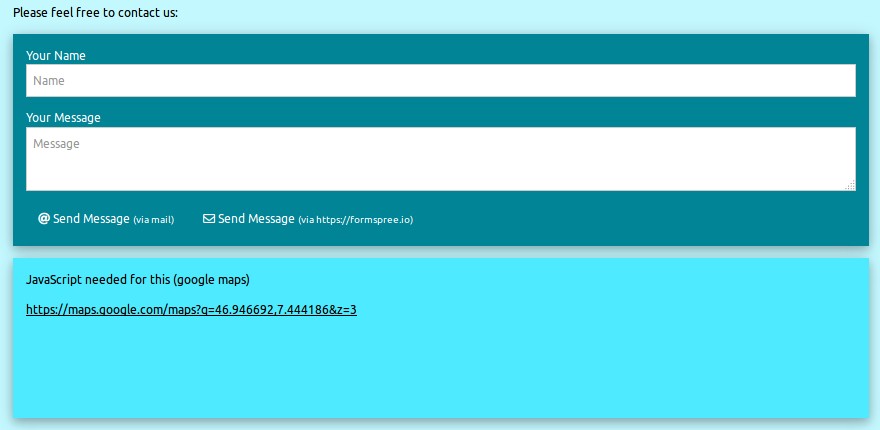 Please feel free to contact us:
Your Name
Name
Your Message
Message
@ Send Message (via mail)
Send Message (via https://formspree.io)
JavaScript needed for this (google maps)
https://maps.google.com/maps?q=46.946692,7.444186&z=3